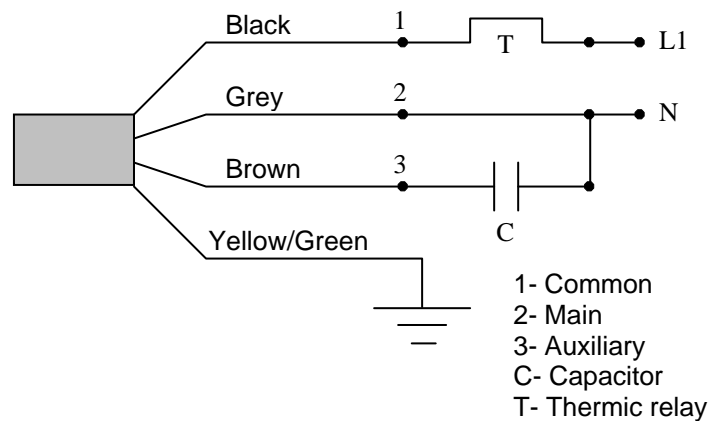 Black
1
T
L1
Grey
2
N
Brown
3
C
Yellow/Green
1- Common
2- Main
3- Auxiliary
C- Capacitor
T- Thermic relay